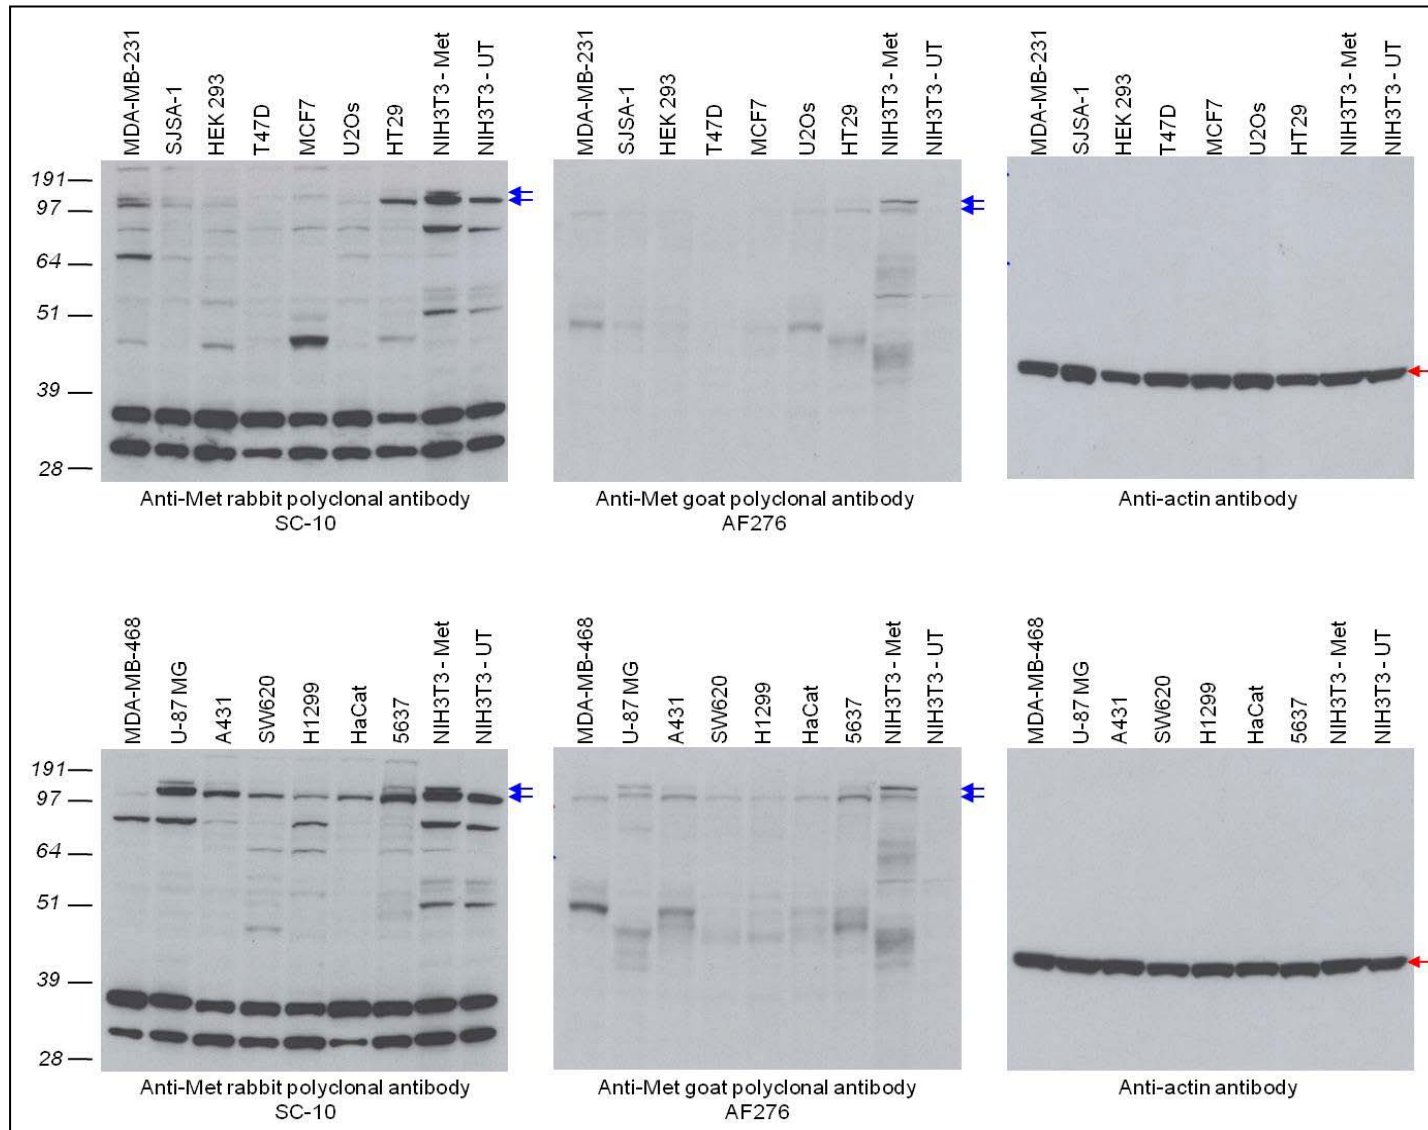 MDA-MB-231
SJSA-1
HEK 293
T47D
MCF7
U2Os
HT29
NIH3T3 - Met
NIH3T3 - UT
MDA-MB-231
SJSA-1
HEK 293
T47D
MCF7
U2Os
HT29
NIH3T3 - Met
NIH3T3 - UT
MDA-MB-231
SJSA-1
HEK 293
T47D
MCF7
U2Os
HT29
NIH3T3 - Met
NIH3T3 - UT
191
97
64
51
39
28
Anti-Met rabbit polyclonal antibody
SC-10
Anti-Met goat polyclonal antibody
AF276
Anti-actin antibody
MDA-MB-468
U-87 MG
A431
SW620
H1299
HaCat
5637
NIH3T3 - Met
NIH3T3 - UT
MDA-MB-468
U-87 MG
A431
SW620
H1299
HaCat
5637
NIH3T3 - Met
NIH3T3 - UT
MDA-MB-468
U-87 MG
A431
SW620
H1299
HaCat
5637
NIH3T3 - Met
NIH3T3 - UT
191
97
64
51
39
28
Anti-Met rabbit polyclonal antibody
SC-10
Anti-Met goat polyclonal antibody
AF276
Anti-actin antibody